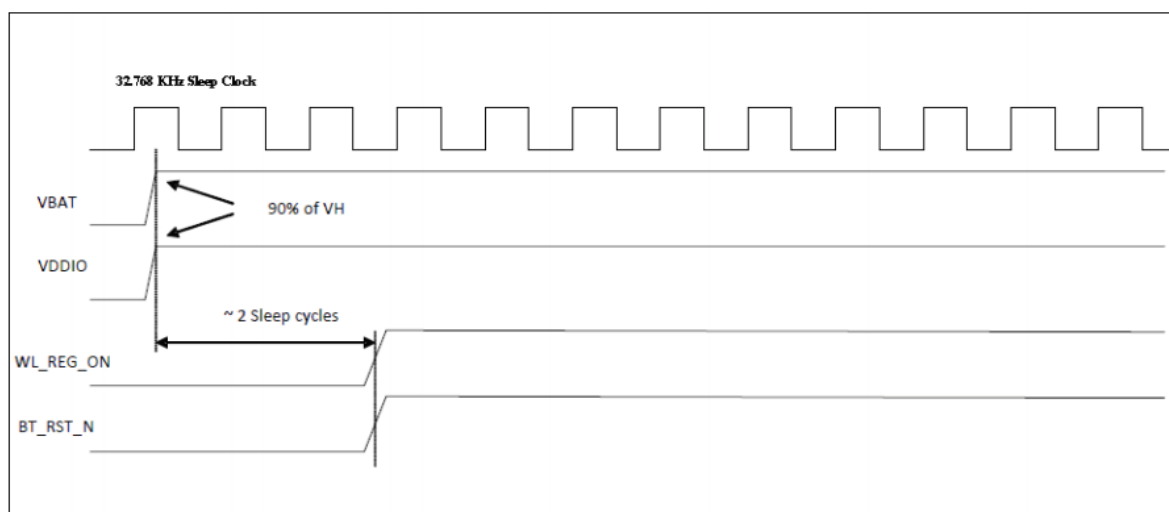 32.768 KHz Sleep Clock
VBAT
90% of VH
VDDIO
~ 2 Sleep cycles
WL_REG_ON
BT_RST_N